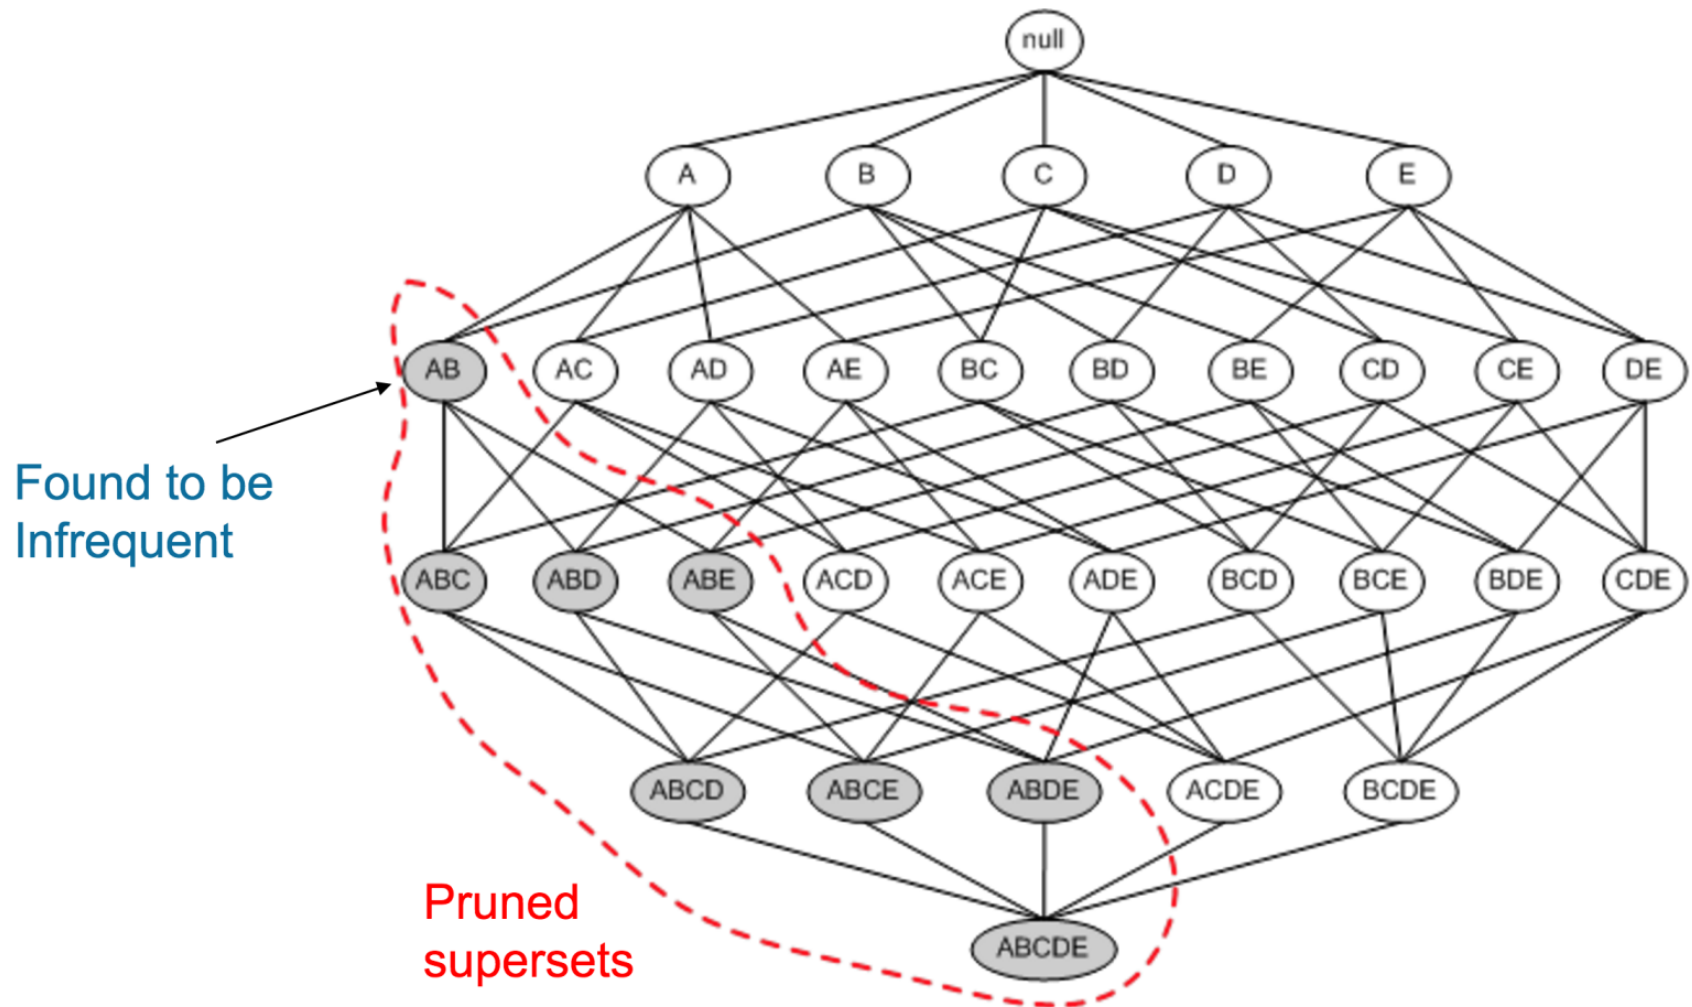 null
A B C D E
AB AC AD AE BC BD BE CD CE DE
Found to be
Infrequent
ABC ABD ABE ACD ACE ADE BCD BCE BDE CDE
ABCD ABCE ABDE ACDE BCDE
Pruned
supersets
ABCDE